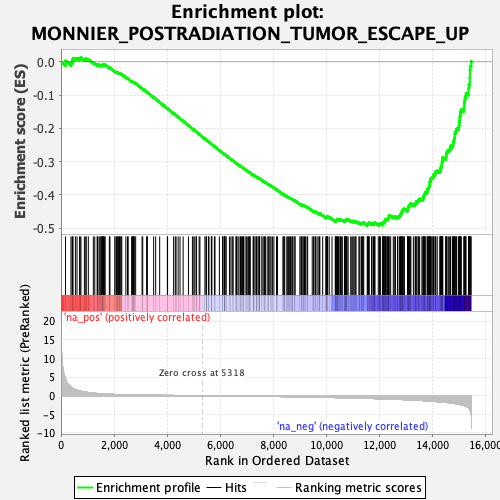 Enrichment plot:
MONNIER_POSTRADIATION_TUMOR_ESCAPE_UP
Enrichment score (ES)
0.0
-0.1
-0.2
-0.3
-0.4
-0.5
'na_pos' (positively correlated)
Ranked list metric (PreRanked)
20
15
10
5
0
-5
-10
Zero cross at 5318
'na_neg' (negatively correlated)
0
2,000
4,000
6,000
8,000
10,000
12,000
14,000
16,000
Rank in Ordered Dataset
Enrichment profile
Hits
Ranking metric scores